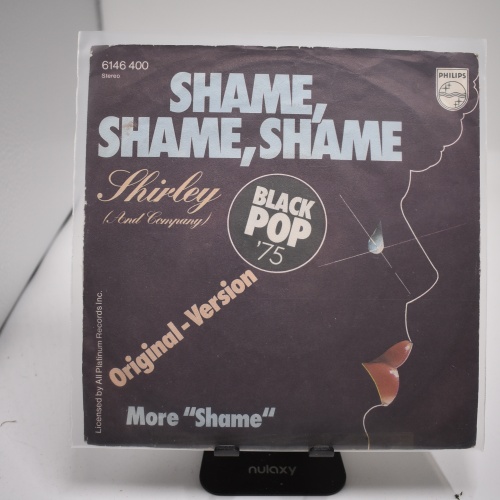 6146 400
Stereo
PHILIPS
SHAME,
SHAME, SHAME
Shirley
(And Company)
BLACK
POP
'75
Original-Version
Licensed by All Platinum Records Inc.
More "Shame"
nulaxy